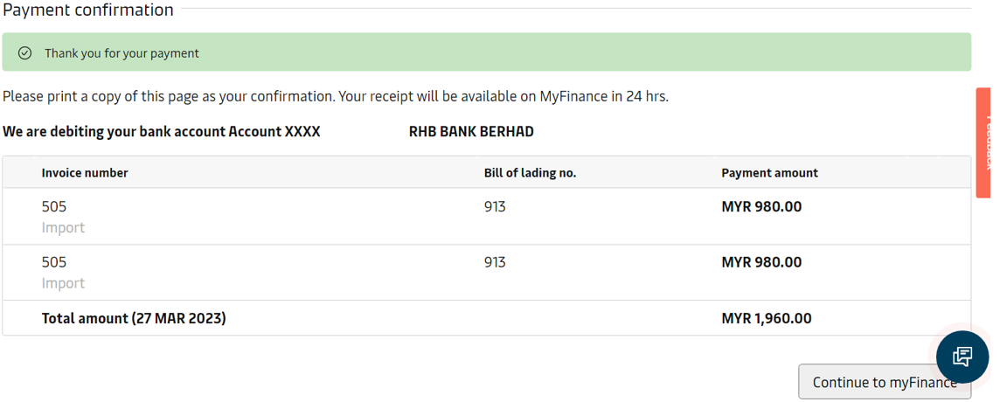 Payment confirmation
Thank you for your payment
Please print a copy of this page as your confirmation. Your receipt will be available on MyFinance in 24 hrs.
We are debiting your bank account Account XXXX RHB BANK BERHAD
Invoice number Bill of lading no. Payment amount
505 913 MYR 980.00
Import
505 913 MYR 980.00
Import
Total amount (27 MAR 2023) MYR 1,960.00
Continue to myFinance